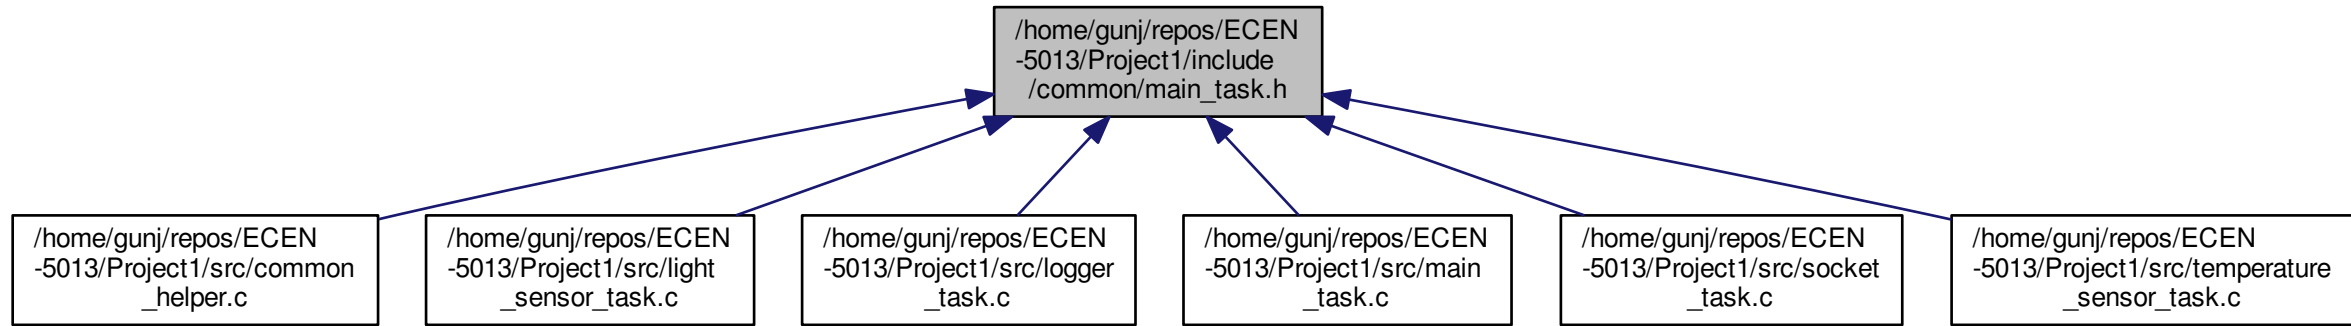 /home/gunj/repos/ECEN
-5013/Project1/include
/common/main_task.h
/home/gunj/repos/ECEN
-5013/Project1/src/common
_helper.c
/home/gunj/repos/ECEN
-5013/Project1/src/light
_sensor_task.c
/home/gunj/repos/ECEN
-5013/Project1/src/logger
_task.c
/home/gunj/repos/ECEN
-5013/Project1/src/main
_task.c
/home/gunj/repos/ECEN
-5013/Project1/src/socket
_task.c
/home/gunj/repos/ECEN
-5013/Project1/src/temperature
_sensor_task.c